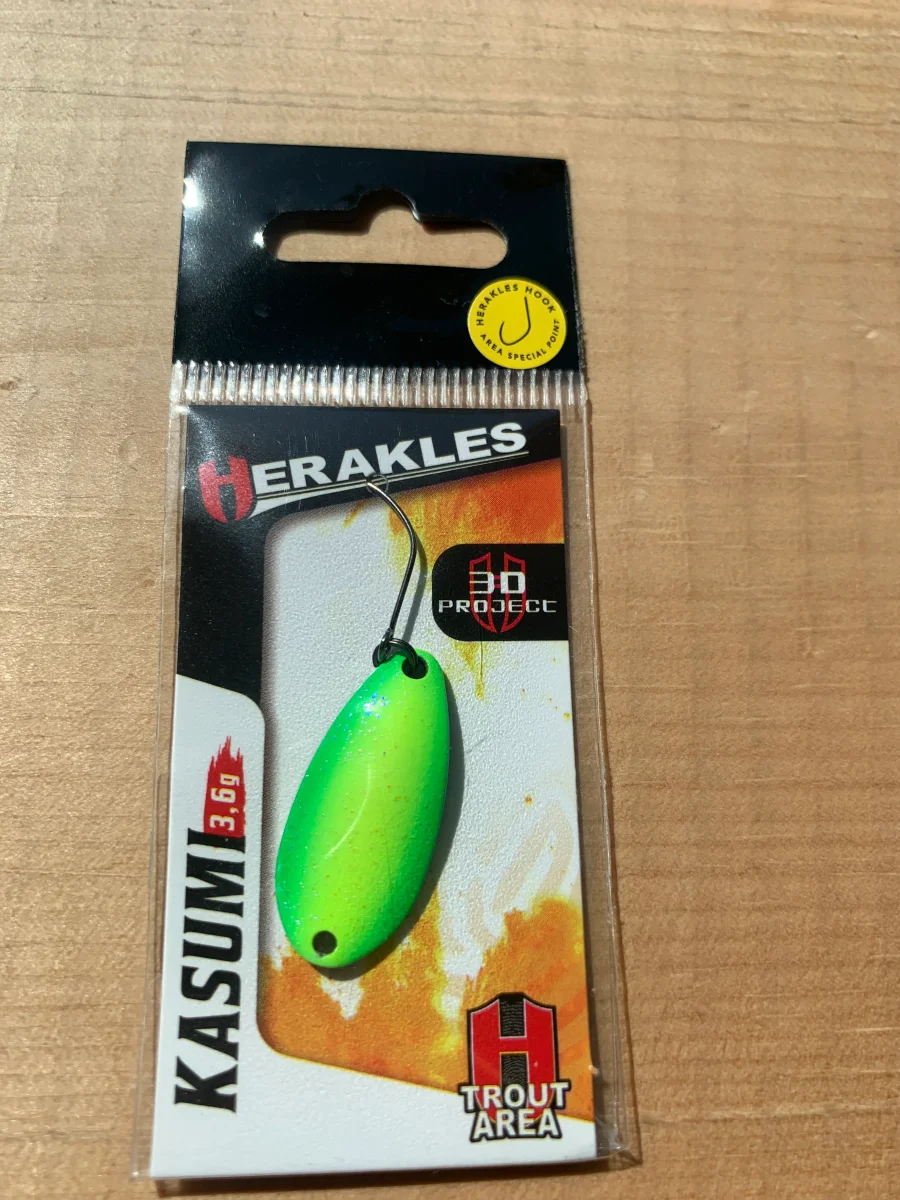 HERAKLES HOOK
AREA SPECIAL POINT
HERAKLES
3D
PROJECT
KASUMI 3,6g
H
TROUT
AREA